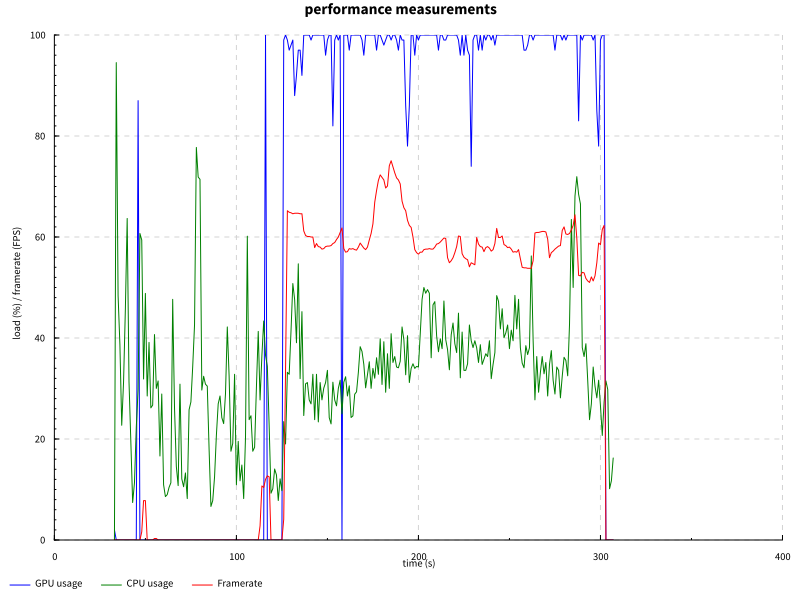 performance measurements
load (%) / framerate (FPS)
100
80
60
40
20
0
0 100 200 300 400
time (s)
GPU usage CPU usage Framerate